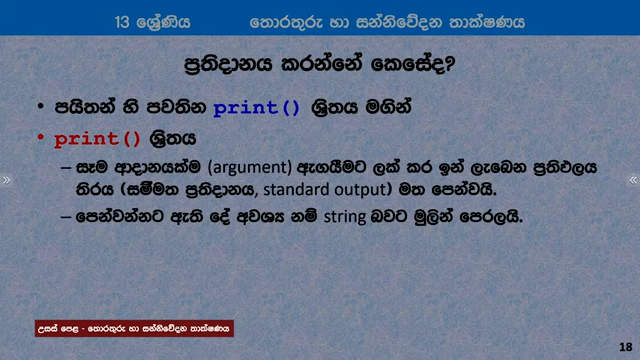 13 ශ්‍රේණිය තොරතුරු හා සන්නිවේදන තාක්ෂණය
ප්‍රතිදානය කරන්නේ කෙසේද?
• පයිතන් හි පවතින print() ශ්‍රිතය මගින්
• print() ශ්‍රිතය
– සෑම ආදානයක්ම (argument) ඇගයීමට ලක් කර ඉන් ලැබෙන ප්‍රතිඵලය
තිරය (සම්මත ප්‍රතිදානය, standard output) මත පෙන්වයි.
– පෙන්වන්නට ඇති දේ අවශ්‍ය නම් string බවට මුලින් පෙරලයි.
උසස් පෙළ - තොරතුරු හා සන්නිවේදන තාක්ෂණය
18